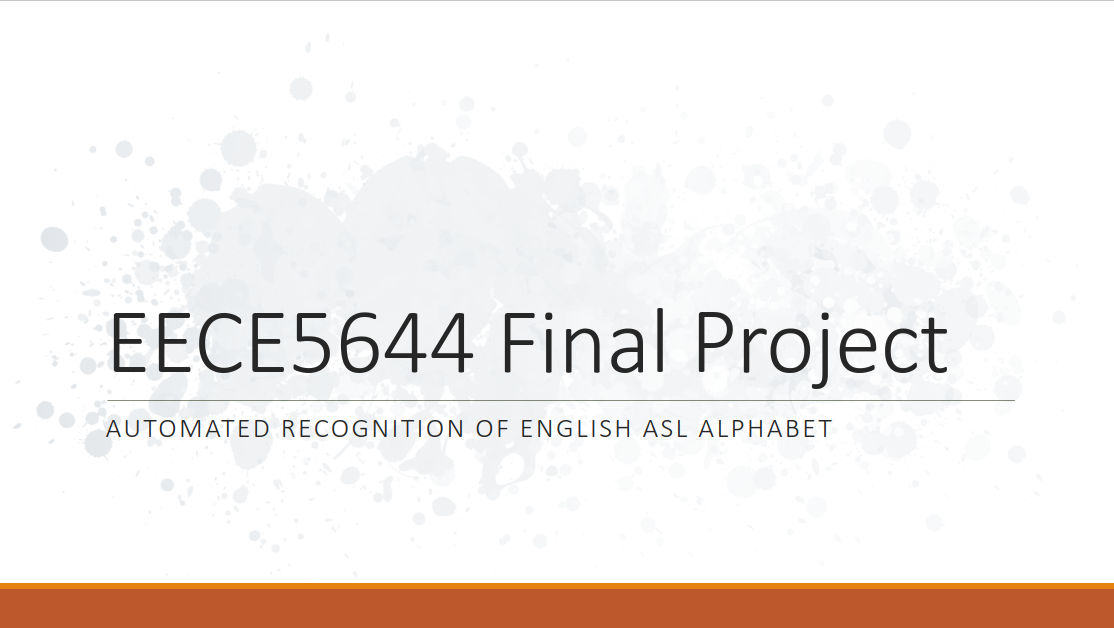 EECE5644 Final Project
AUTOMATED RECOGNITION OF ENGLISH ASL ALPHABET